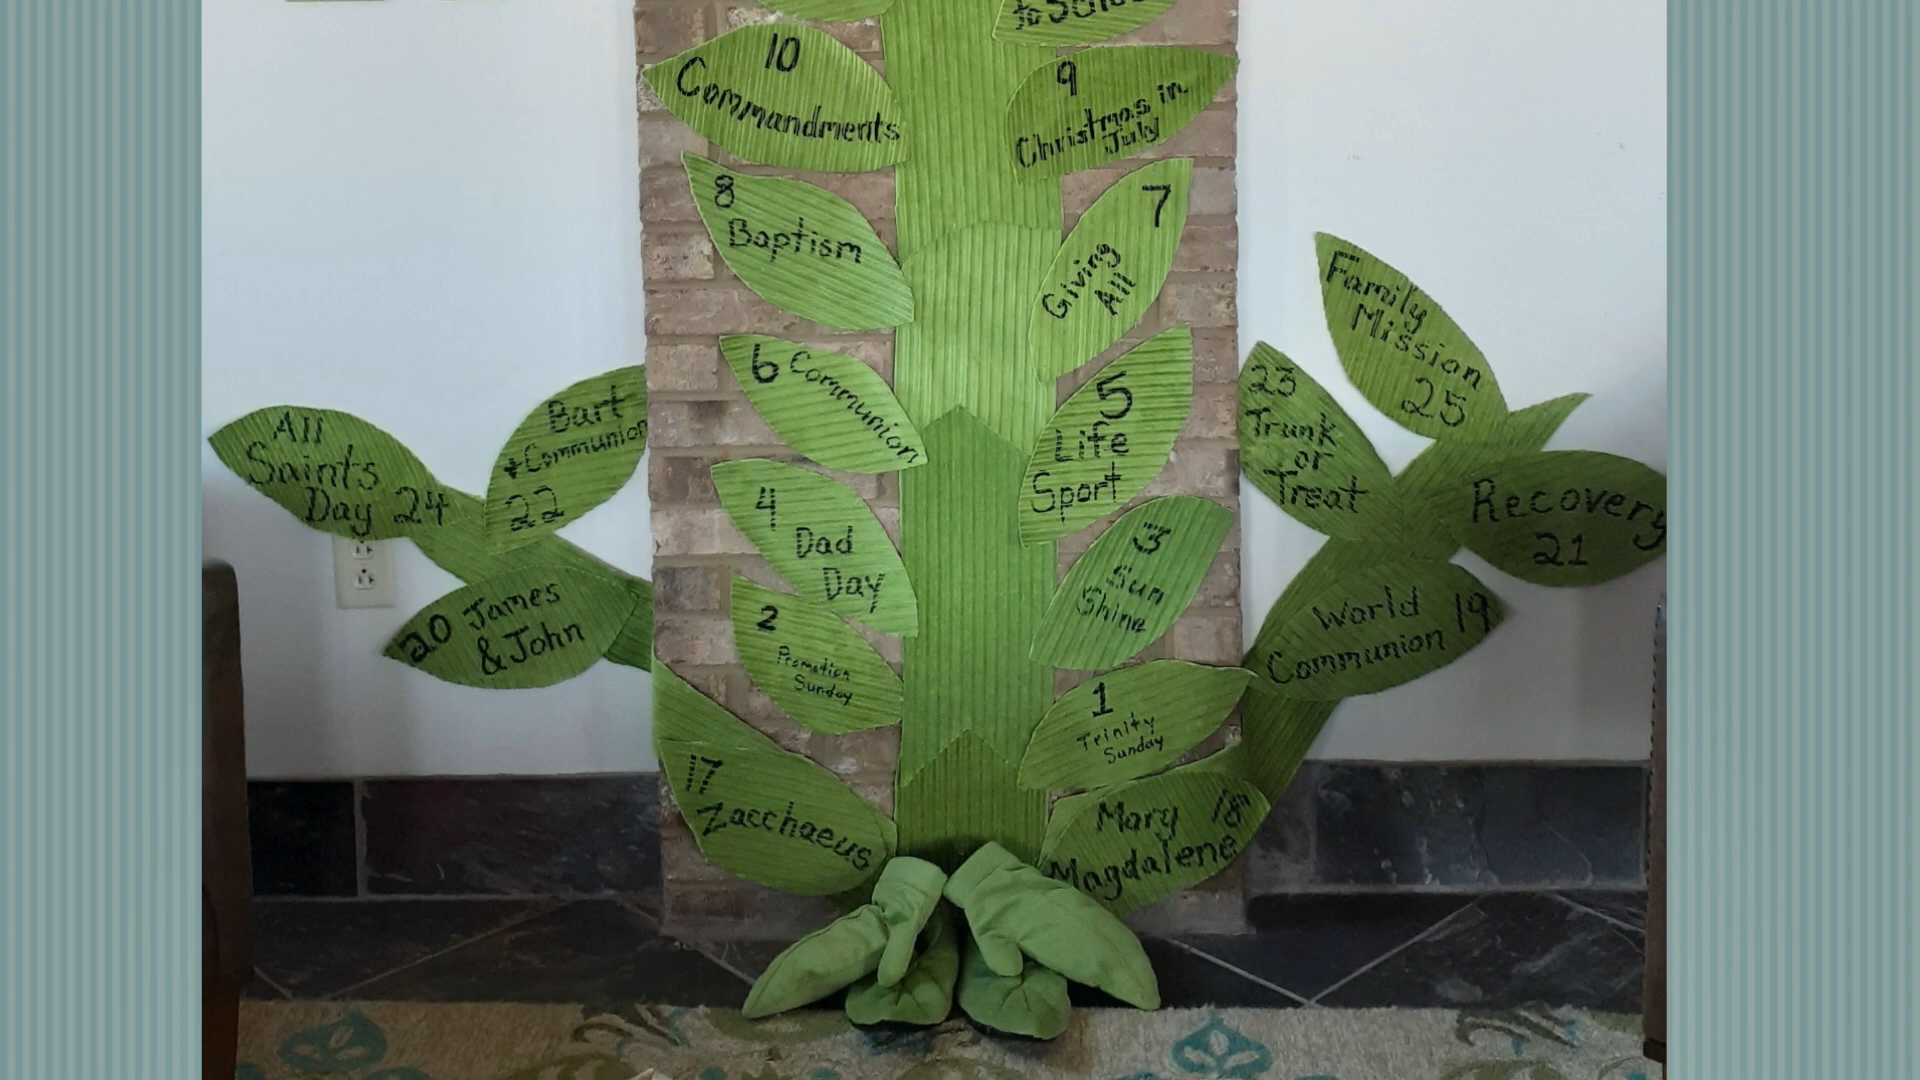 to School
10
Commandments
9
Christmas in
July
8
Baptism
7
Giving
All
6 Communion
5
Life
Sport
4
Dad
Day
3
Sun
Shine
2
Promotion
Sunday
1
Trinity
Sunday
Family
Mission
25
23
Trunk
or
Treat
Recovery
21
World 19
Communion
All
Saints
Day 24
Bart
+ Communion
22
20 James
& John
17
Zacchaeus
Mary 18
Magdalene